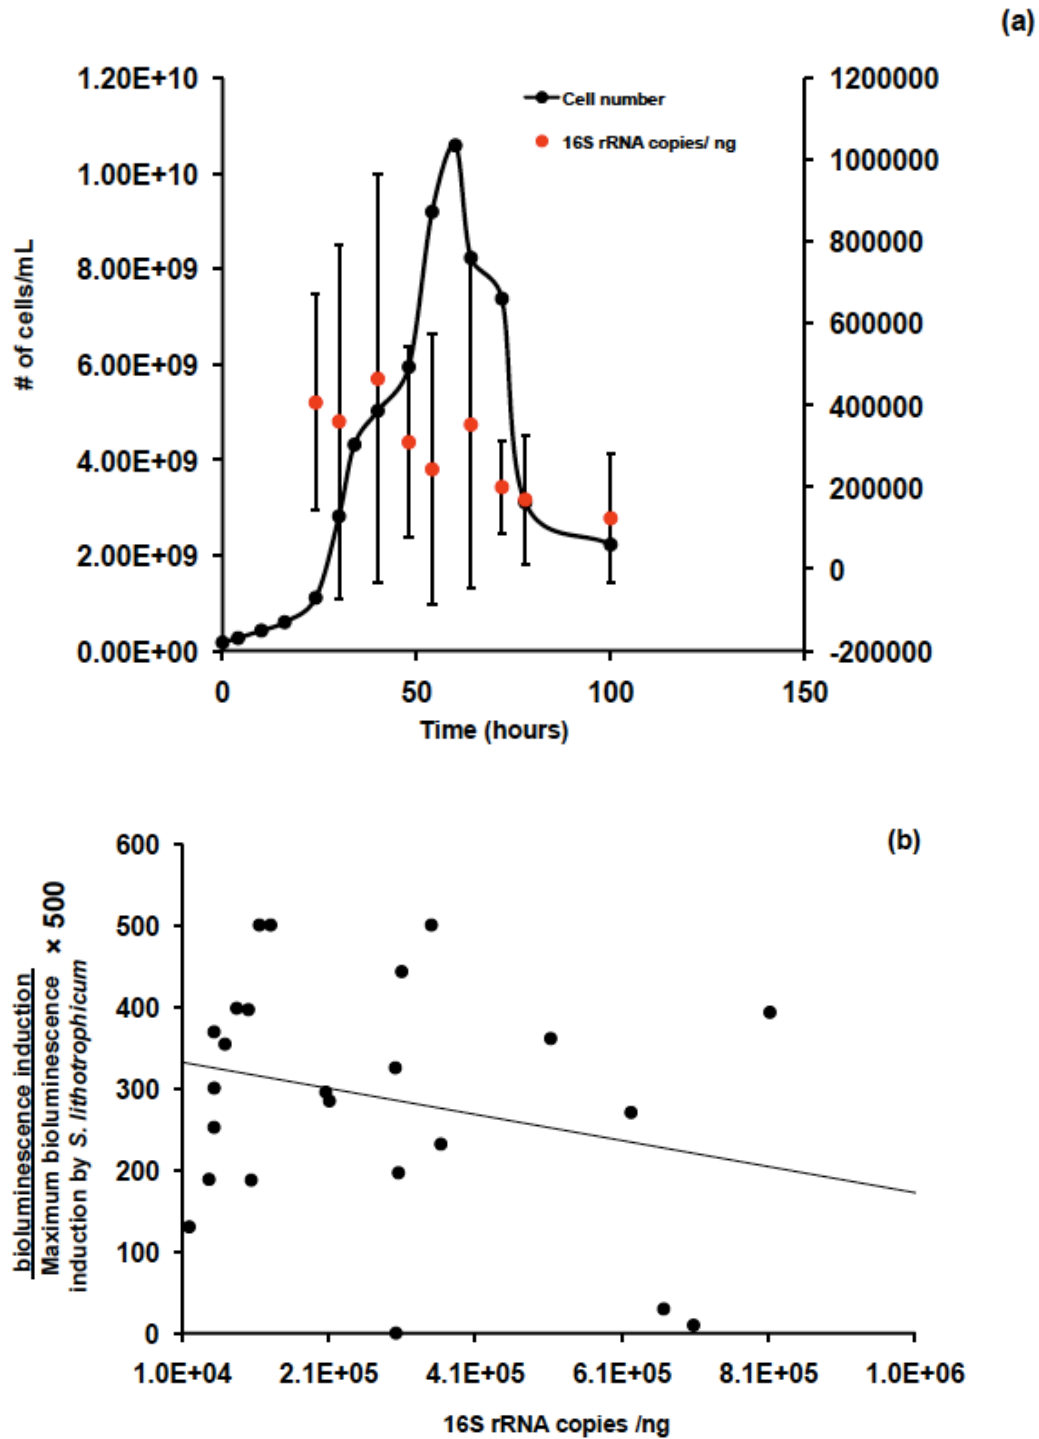 (a)
1.20E+10
1.00E+10
8.00E+09
6.00E+09
4.00E+09
2.00E+09
0.00E+00
# of cells/mL
Cell number
16S rRNA copies/ ng
1200000
1000000
800000
600000
400000
200000
0
-200000
0 50 100 150
Time (hours)
(b)
600
500
400
300
200
100
0
bioluminescence induction
Maximum bioluminescence × 500
induction by S. lithotrophicum
1.0E+04 2.1E+05 4.1E+05 6.1E+05 8.1E+05 1.0E+06
16S rRNA copies /ng